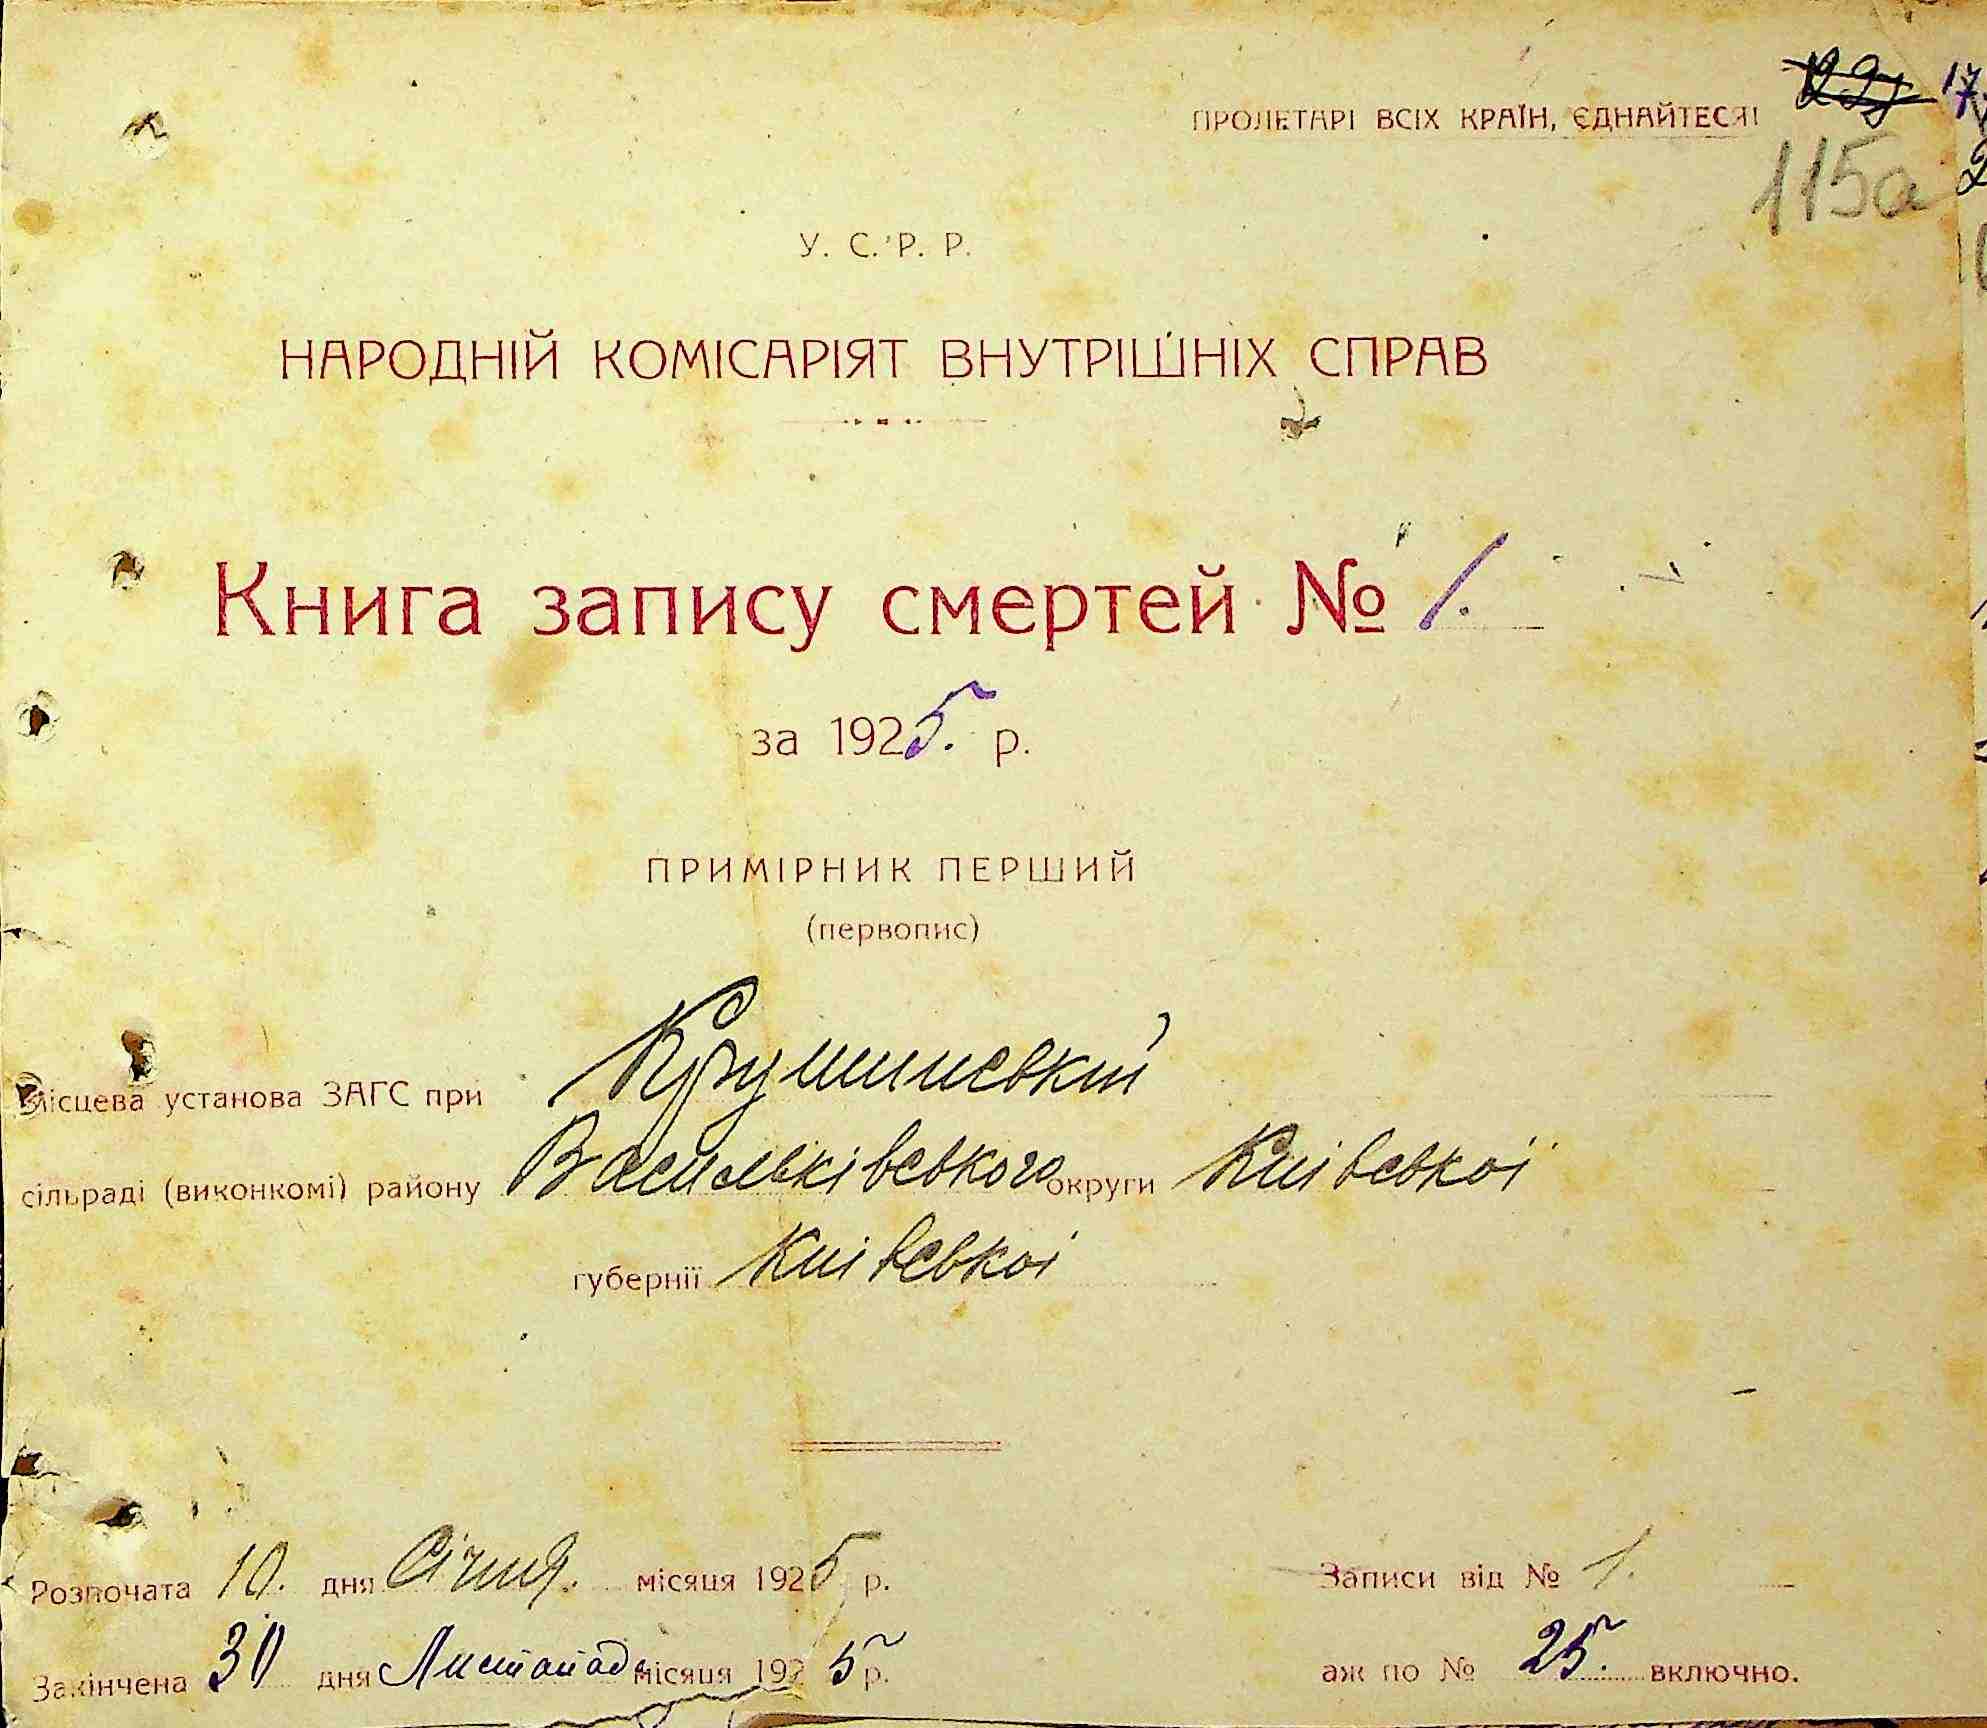 ПРОЛЕТАРІ ВСІХ КРАЇН, ЄДНАЙТЕСЯ!
115а
У. С. Р. Р.
НАРОДНІЙ КОМІСАРІЯТ ВНУТРІШНІХ СПРАВ
Книга запису смертей № 1.
за 1925. р.
ПРИМІРНИК ПЕРШИЙ
(первопис)
Місцева установа ЗАГС при Крушинській
сільраді (виконкомі) району Васильківського округи Київської
губернії Київської
Розпочата 10. дня Січня. місяця 1925 р.
Записи від № 1.
Закінчена 30 дня Листопада місяця 1925 р.
аж по № 25. включно.